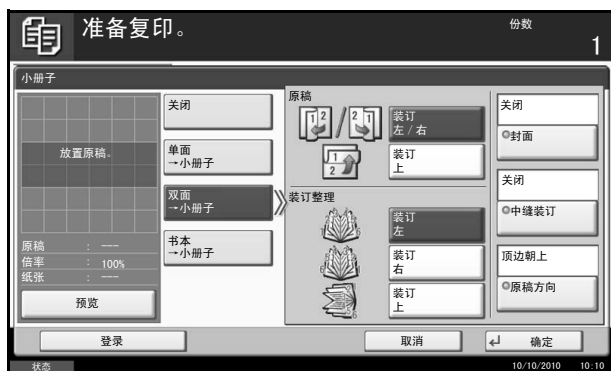 准备复印。
份数
1
小册子
放置原稿。
原稿 : ---
倍率 : 100%
纸张 : ---
预览
关闭
单面
→小册子
双面
→小册子
书本
→小册子
原稿
装订
左 / 右
装订
上
装订整理
装订
左
装订
右
装订
上
关闭
封面
关闭
中缝装订
顶边朝上
原稿方向
登录
取消
确定
状态
10/10/2010 10:10